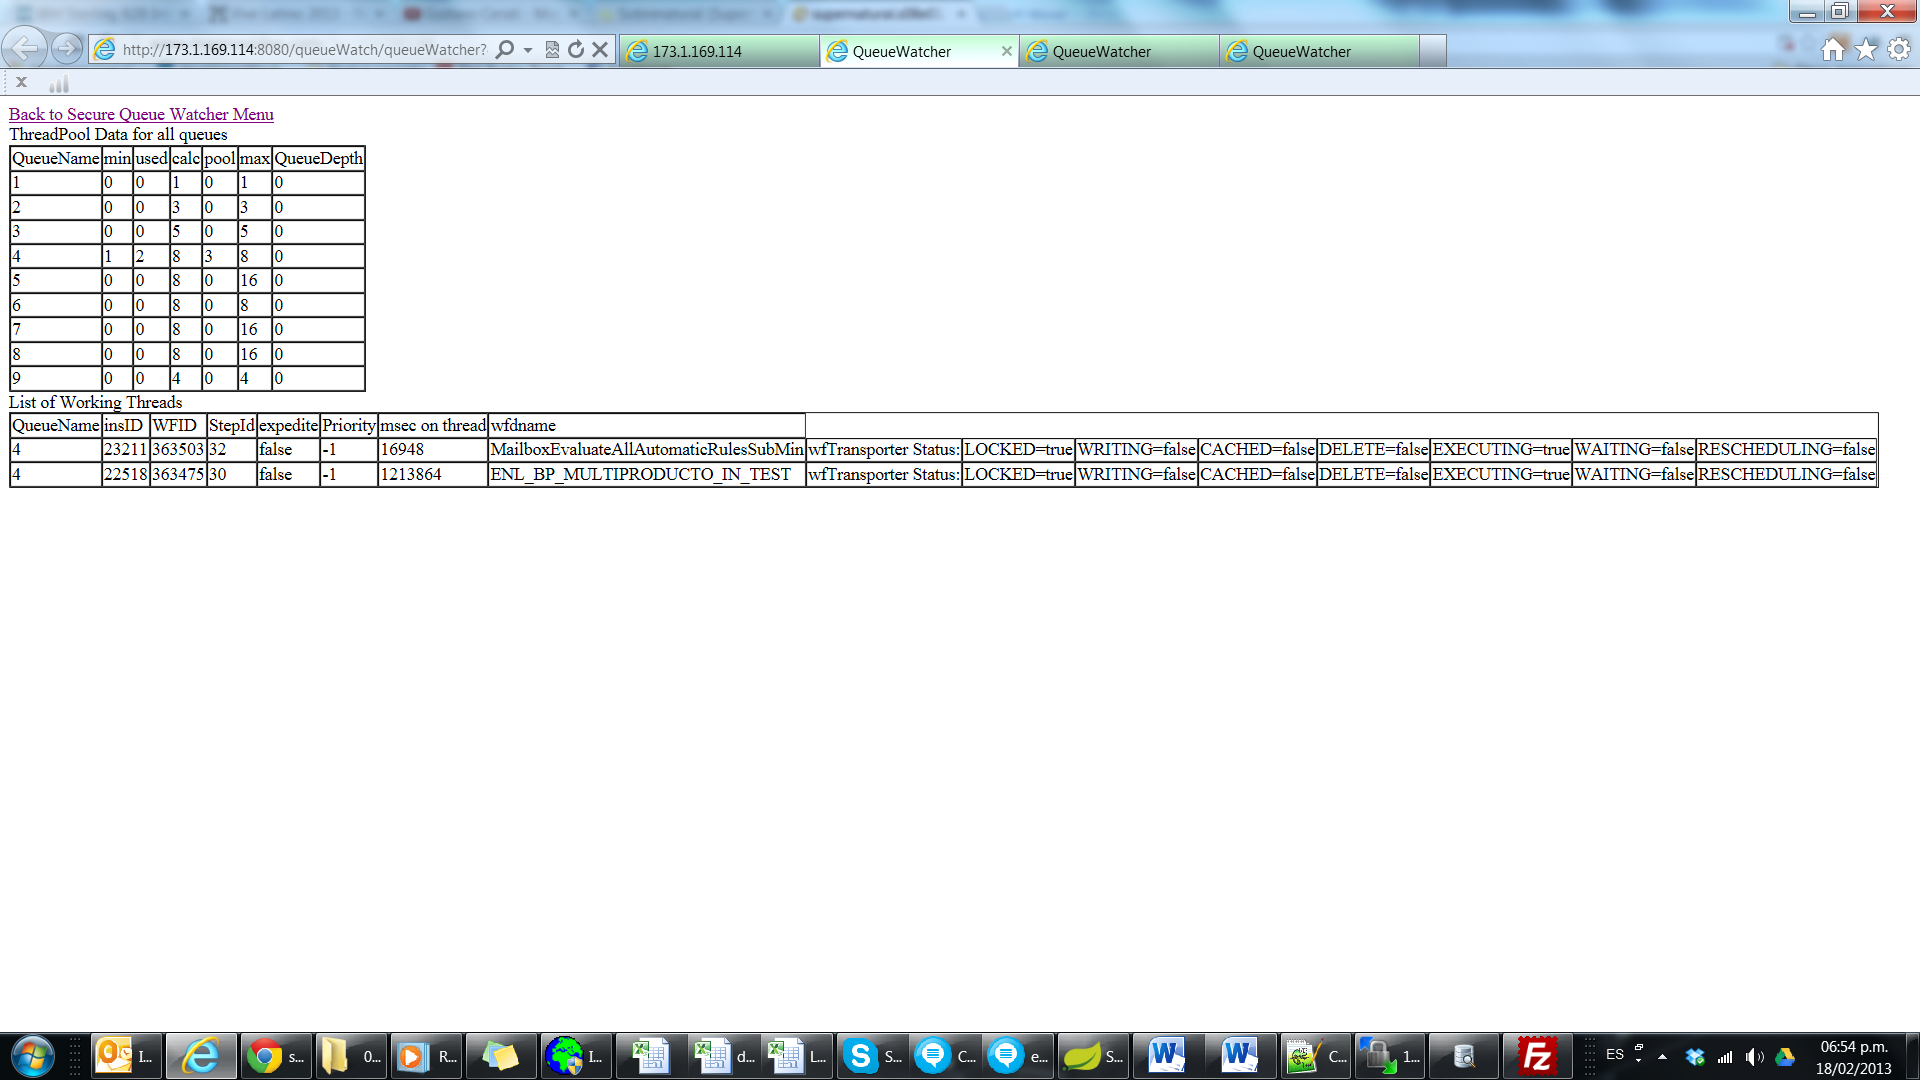 http://173.1.169.114:8080/queueWatch/queueWatcher?
173.1.169.114
QueueWatcher
QueueWatcher
QueueWatcher
Back to Secure Queue Watcher Menu
ThreadPool Data for all queues
QueueName min used calc pool max QueueDepth
1 0 0 1 0 1 0
2 0 0 3 0 3 0
3 0 0 5 0 5 0
4 1 2 8 3 8 0
5 0 0 8 0 16 0
6 0 0 8 0 8 0
7 0 0 8 0 16 0
8 0 0 8 0 16 0
9 0 0 4 0 4 0
List of Working Threads
QueueName insID WFID StepId expedite Priority msec on thread wfdname
4 23211 363503 32 false -1 16948 MailboxEvaluateAllAutomaticRulesSubMin wfTransporter Status: LOCKED=true WRITING=false CACHED=false DELETE=false EXECUTING=true WAITING=false RESCHEDULING=false
4 22518 363475 30 false -1 1213864 ENL_BP_MULTIPRODUCTO_IN_TEST wfTransporter Status: LOCKED=true WRITING=false CACHED=false DELETE=false EXECUTING=true WAITING=false RESCHEDULING=false
I... s... 0... R... I... d... L... S... C... e... S... C... 1...
ES
06:54 p.m.
18/02/2013